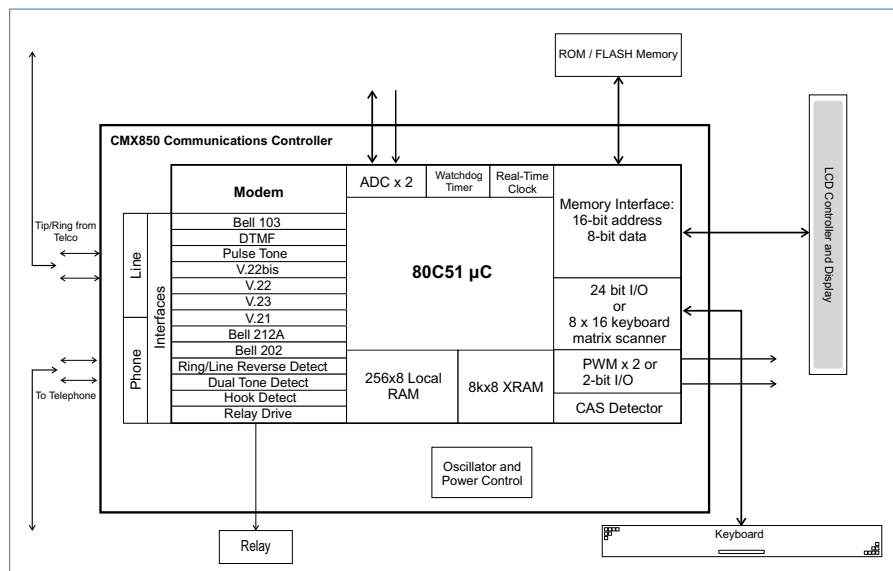 ROM / FLASH Memory
CMX850 Communications Controller
Modem
ADC x 2
Watchdog
Timer
Real-Time
Clock
Memory Interface:
16-bit address
8-bit data
LCD Controller and Display
Tip/Ring from
Telco
Line
Phone
Interfaces
Bell 103
DTMF
Pulse Tone
V.22bis
V.22
V.23
V.21
Bell 212A
Bell 202
Ring/Line Reverse Detect
Dual Tone Detect
Hook Detect
Relay Drive
80C51 µC
24 bit I/O
or
8 x 16 keyboard
matrix scanner
256x8 Local
RAM
8kx8 XRAM
PWM x 2 or
2-bit I/O
CAS Detector
To Telephone
Oscillator and
Power Control
Relay
Keyboard